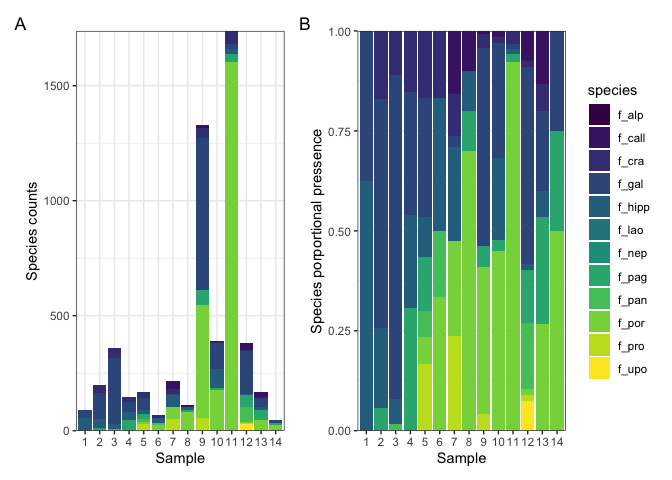 A
B
Species counts
1500
1000
500
0
1 2 3 4 5 6 7 8 9 10 11 12 13 14
Sample
Species porportional pressence
1.00
0.75
0.50
0.25
0.00
1 2 3 4 5 6 7 8 9 10 11 12 13 14
Sample
species
f_alp
f_call
f_cra
f_gal
f_hipp
f_lao
f_nep
f_pag
f_pan
f_por
f_pro
f_upo